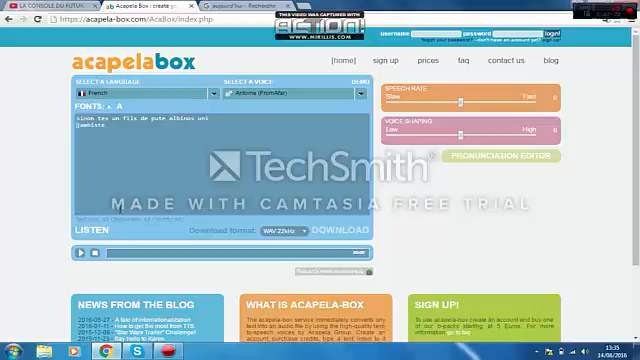 LA CONSOLE DU FUTUR
Acapela Box : create y
aujourd'hui - Recherche
https://acapela-box.com/AcaBox/index.php
THIS VIDEO WAS CAPTURED WITH
ACTION!
WWW.MIRILLIS.COM
username
password
login!
forgot your password?
don't have an account?
sign up
acapelabox
[home]
sign up
prices
faq
contact us
blog
SELECT A LANGUAGE:
SELECT A VOICE:
DEMO
French
Antoine (FromAfar)
FONTS: A A
sinon tes un fils de pute albinos uni
jambiste
SPEECH RATE
Slow
Fast
0
VOICE SHAPING
Low
High
0
PRONUNCIATION EDITOR
TechSmith
MADE WITH CAMTASIA FREE TRIAL
LISTEN
Download format:
WAV 22kHz
DOWNLOAD
NEWS FROM THE BLOG
2016-05-27 A tale of internationalization
2016-01-11 How to get the most from TTS
2015-12-08 "Star Wars Trailer" Challenge!
Say hello to Karen
WHAT IS ACAPELA-BOX
The acapela-box service immediately converts any
text into an audio file by using the high-quality text-
to-speech voices by Acapela Group. Create an
account, purchase credits, type a text, listen to it
SIGN UP!
To use acapela-box create an account and buy one
of our b-packs starting at 5 Euros. For more
information, go to faq
13:35
14/08/2016